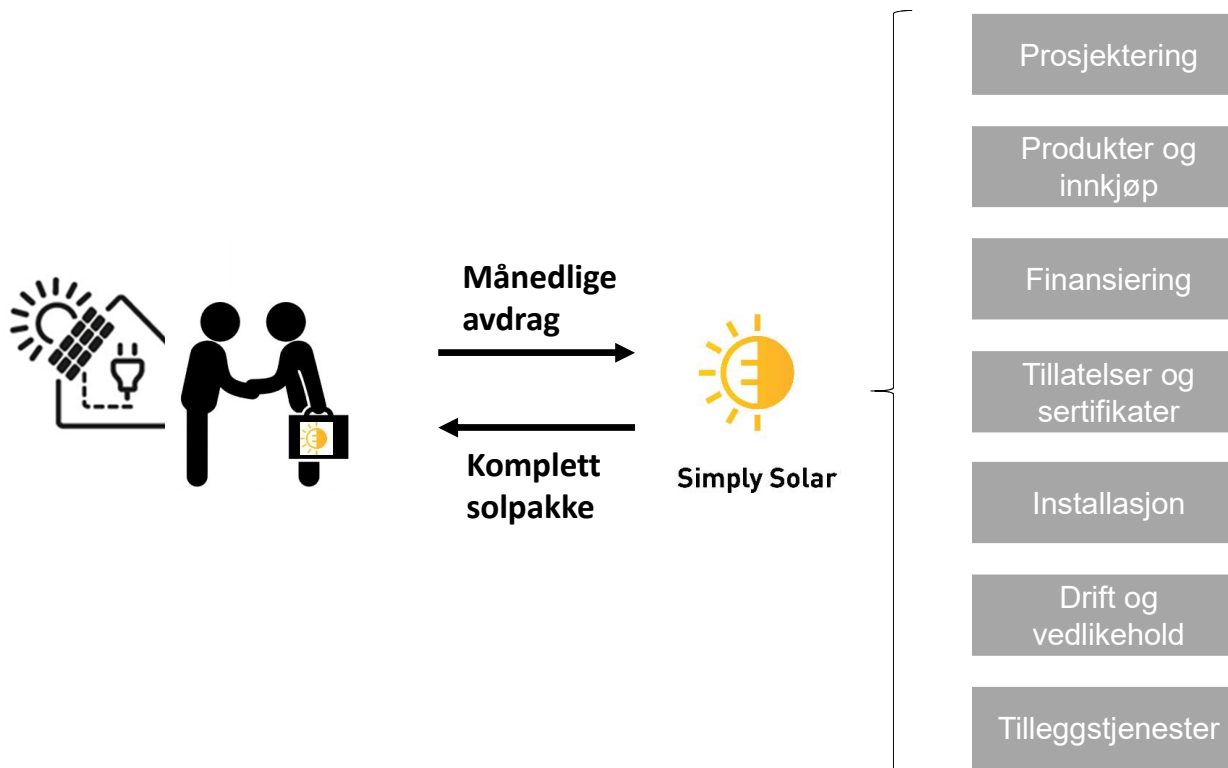 Prosjektering
Produkter og
innkjøp
Finansiering
Tillatelser og
sertifikater
Installasjon
Drift og
vedlikehold
Tilleggstjenester
Månedlige
avdrag
Komplett
solpakke
Simply Solar